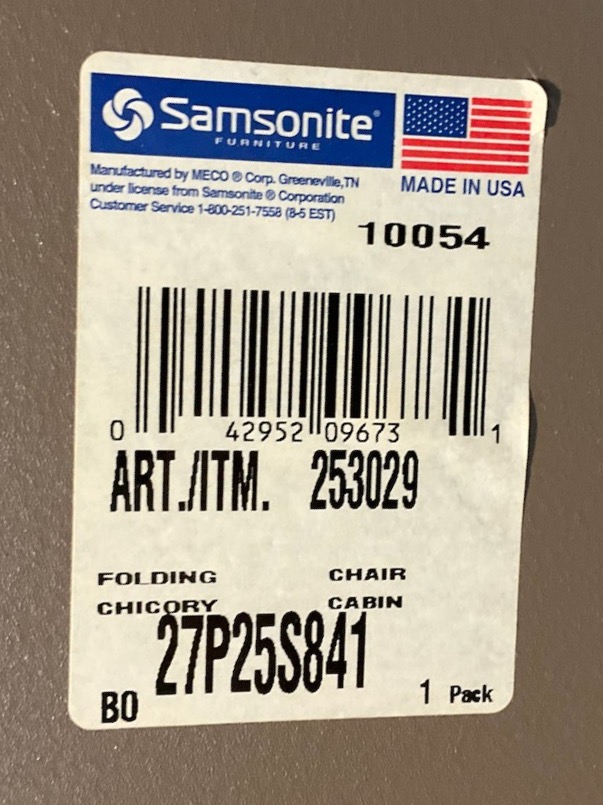 Samsonite®
FURNITURE
MADE IN USA
Manufactured by MECO ® Corp. Greeneville,TN
under license from Samsonite ® Corporation
Customer Service 1-800-251-7558 (8-5 EST)
10054
0 42952 09673 1
ART./ITM. 253029
FOLDING CHAIR
CHICORY CABIN
27P25S841
BO 1 Pack